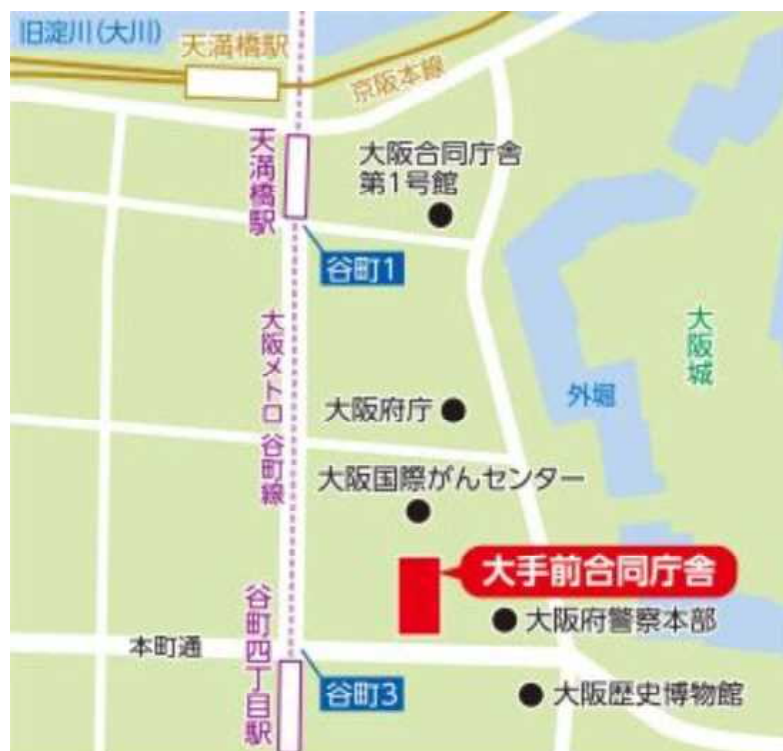 旧淀川(大川)
天満橋駅
京阪本線
天満橋駅
大阪合同庁舎
第1号館
谷町1
大阪メトロ 谷町線
大阪城
外堀
大阪府庁
大阪国際がんセンター
大手前合同庁舎
大阪府警察本部
谷町四丁目駅
本町通
谷町3
大阪歴史博物館